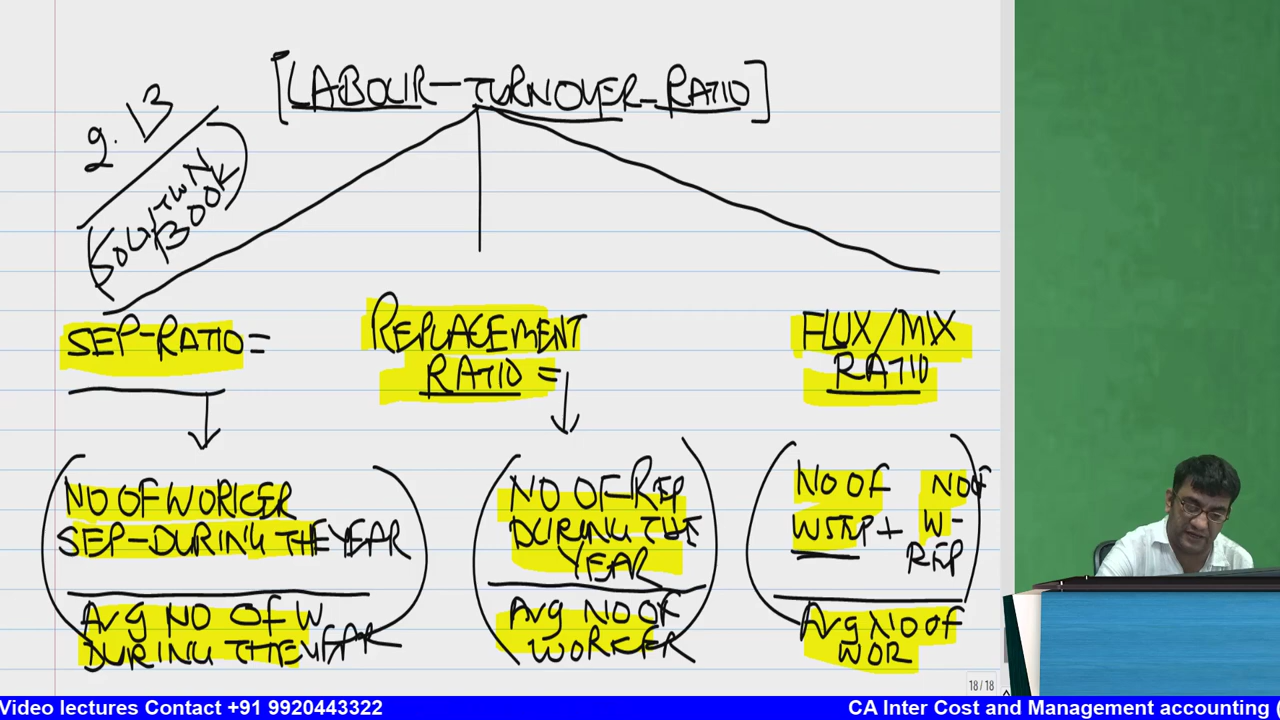 [LABOUR-TURNOVER-RATIO]
2.13
SEP-RATIO=
REPLACEMENT
RATIO =
FLUX/MIX
RATIO
NO OF WORKER
SEP-DURING THE YEAR
Avg NO OF W
DURING THE YEAR
NO OF-REP
DURING THE
YEAR
Avg NO OF
WORKER
NO OF NO OF
WSEP+ W-
REP
Avg NO OF
WOR
18/18
Video lectures Contact +91 9920443322
CA Inter Cost and Management accounting (